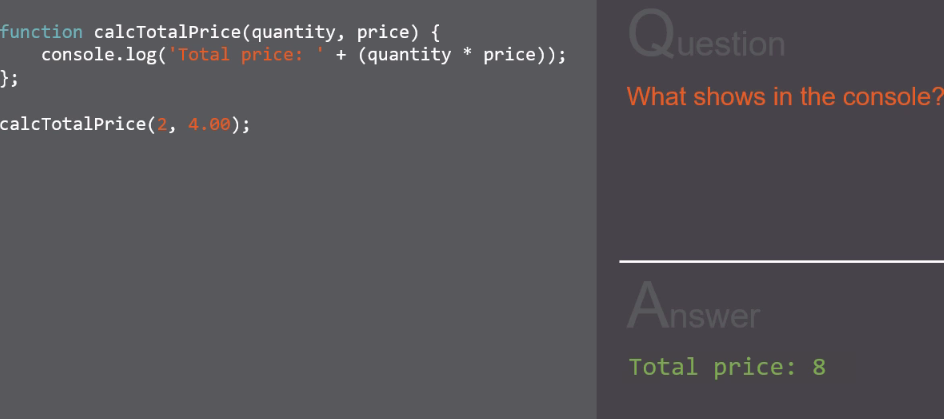 function calcTotalPrice(quantity, price) {
    console.log('Total price: ' + (quantity * price));
};
calcTotalPrice(2, 4.00);
Question
What shows in the console?
Answer
Total price: 8